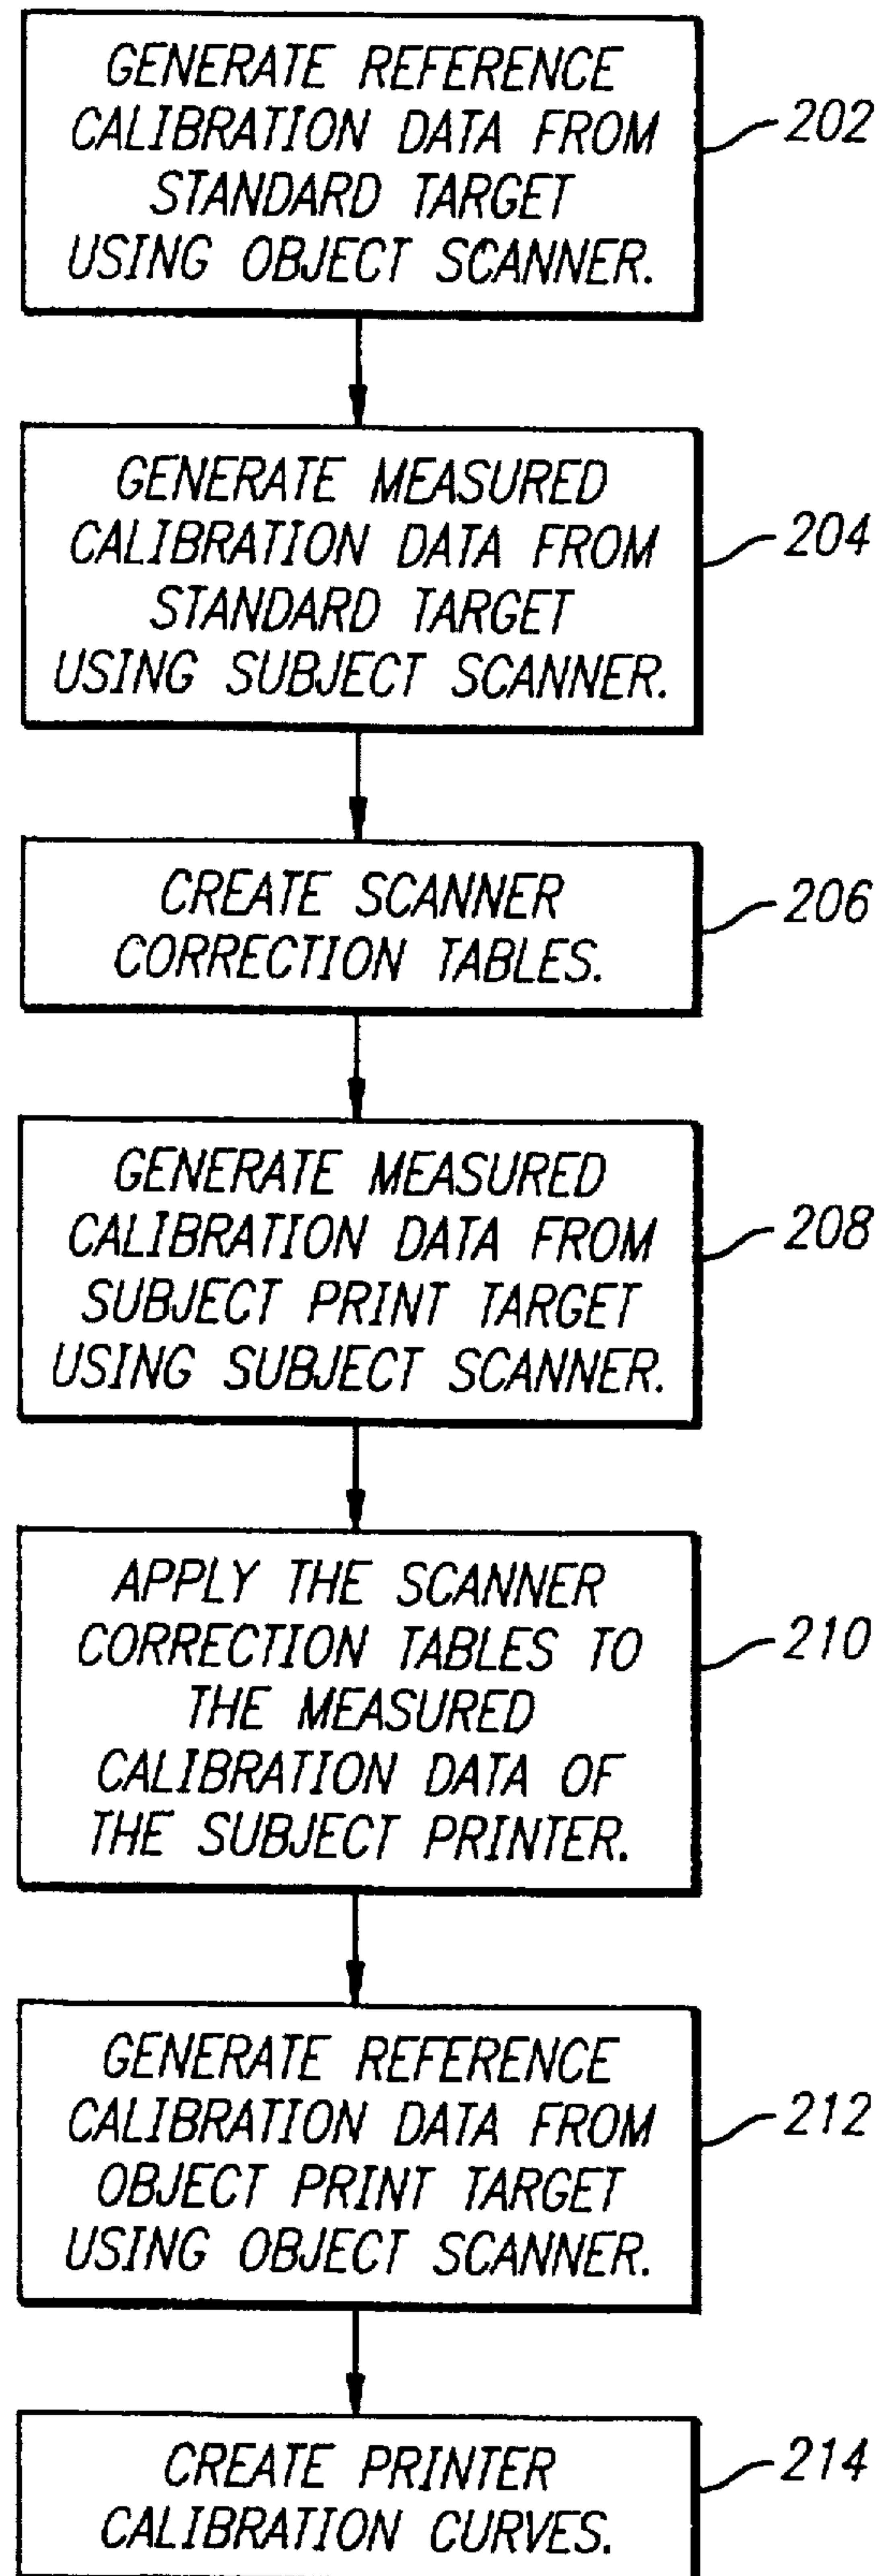 GENERATE REFERENCE
CALIBRATION DATA FROM
STANDARD TARGET
USING OBJECT SCANNER.
202
GENERATE MEASURED
CALIBRATION DATA FROM
STANDARD TARGET
USING SUBJECT SCANNER.
204
CREATE SCANNER
CORRECTION TABLES.
206
GENERATE MEASURED
CALIBRATION DATA FROM
SUBJECT PRINT TARGET
USING SUBJECT SCANNER.
208
APPLY THE SCANNER
CORRECTION TABLES TO
THE MEASURED
CALIBRATION DATA OF
THE SUBJECT PRINTER.
210
GENERATE REFERENCE
CALIBRATION DATA FROM
OBJECT PRINT TARGET
USING OBJECT SCANNER.
212
CREATE PRINTER
CALIBRATION CURVES.
214